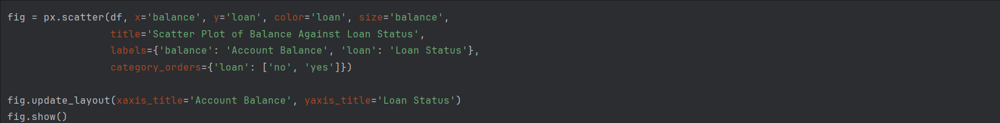 fig = px.scatter(df, x='balance', y='loan', color='loan', size='balance',
                 title='Scatter Plot of Balance Against Loan Status',
                 labels={'balance': 'Account Balance', 'loan': 'Loan Status'},
                 category_orders={'loan': ['no', 'yes']})

fig.update_layout(xaxis_title='Account Balance', yaxis_title='Loan Status')
fig.show()